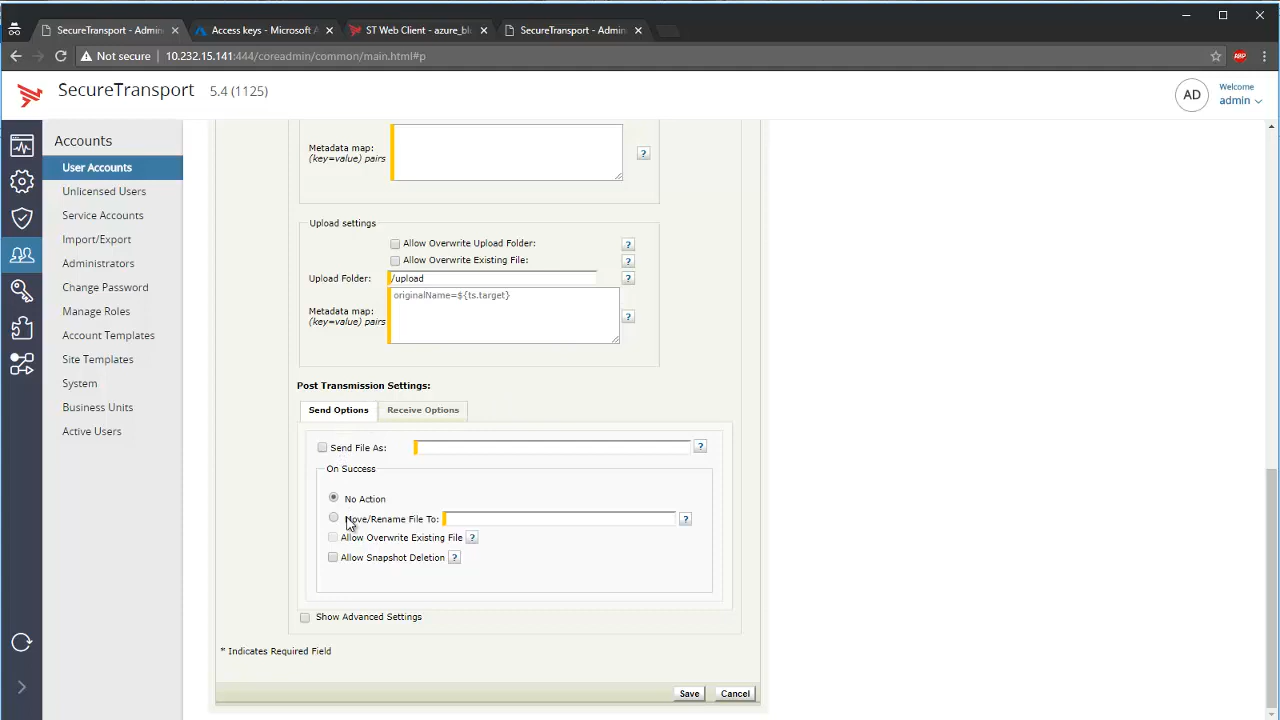 SecureTransport - Admin
Access keys - Microsoft A
ST Web Client - azure_bl
SecureTransport - Admin
Not secure
10.232.15.141:444/coreadmin/common/main.html#p
ABP
SecureTransport
5.4 (1125)
AD
Welcome
admin
Accounts
User Accounts
Unlicensed Users
Service Accounts
Import/Export
Administrators
Change Password
Manage Roles
Account Templates
Site Templates
System
Business Units
Active Users
Metadata map:
(key=value) pairs
?
Upload settings
Allow Overwrite Upload Folder:
?
Allow Overwrite Existing File:
?
Upload Folder:
/upload
?
Metadata map:
(key=value) pairs
originalName=${ts.target}
?
Post Transmission Settings:
Send Options
Receive Options
Send File As:
?
On Success
No Action
Move/Rename File To:
?
Allow Overwrite Existing File
?
Allow Snapshot Deletion
?
Show Advanced Settings
* Indicates Required Field
Save
Cancel